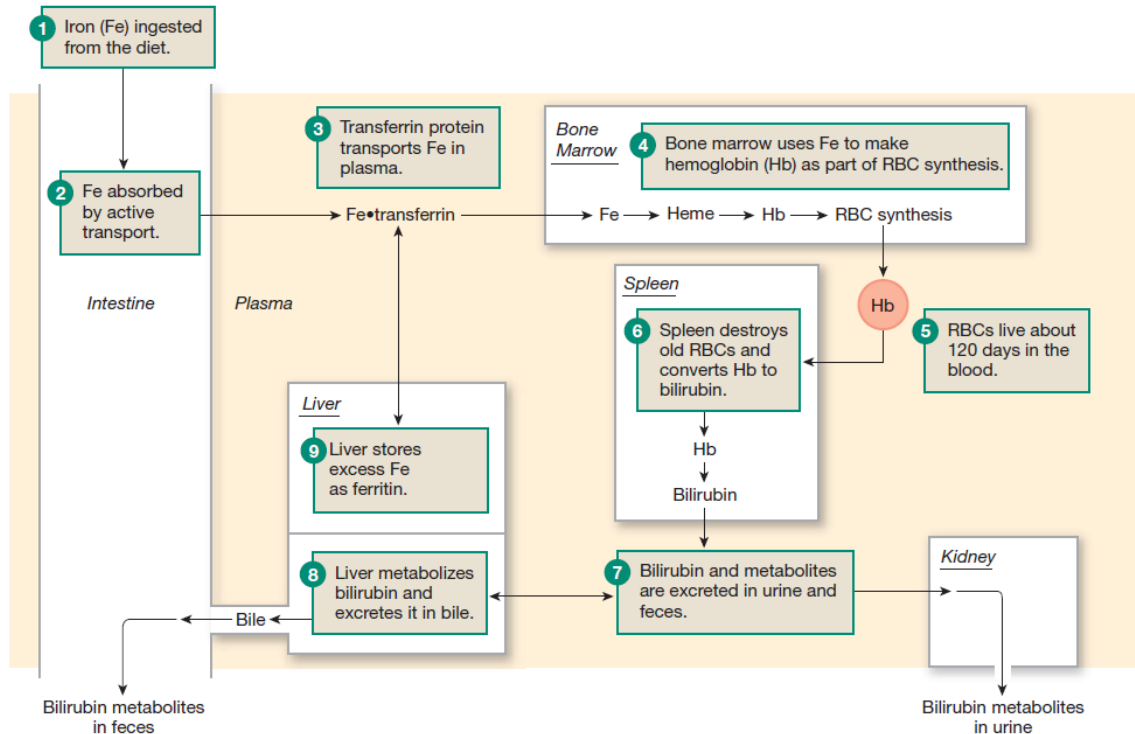 1 Iron (Fe) ingested
from the diet.
2 Fe absorbed
by active
transport.
3 Transferrin protein
transports Fe in
plasma.
Fe•transferrin
Bone
Marrow
4 Bone marrow uses Fe to make
hemoglobin (Hb) as part of RBC synthesis.
Fe Heme Hb RBC synthesis
Intestine
Plasma
Hb
5 RBCs live about
120 days in the
blood.
Spleen
6 Spleen destroys
old RBCs and
converts Hb to
bilirubin.
Hb
Bilirubin
7 Bilirubin and metabolites
are excreted in urine and
feces.
Liver
9 Liver stores
excess Fe
as ferritin.
8 Liver metabolizes
bilirubin and
excretes it in bile.
Bile
Kidney
Bilirubin metabolites
in feces
Bilirubin metabolites
in urine